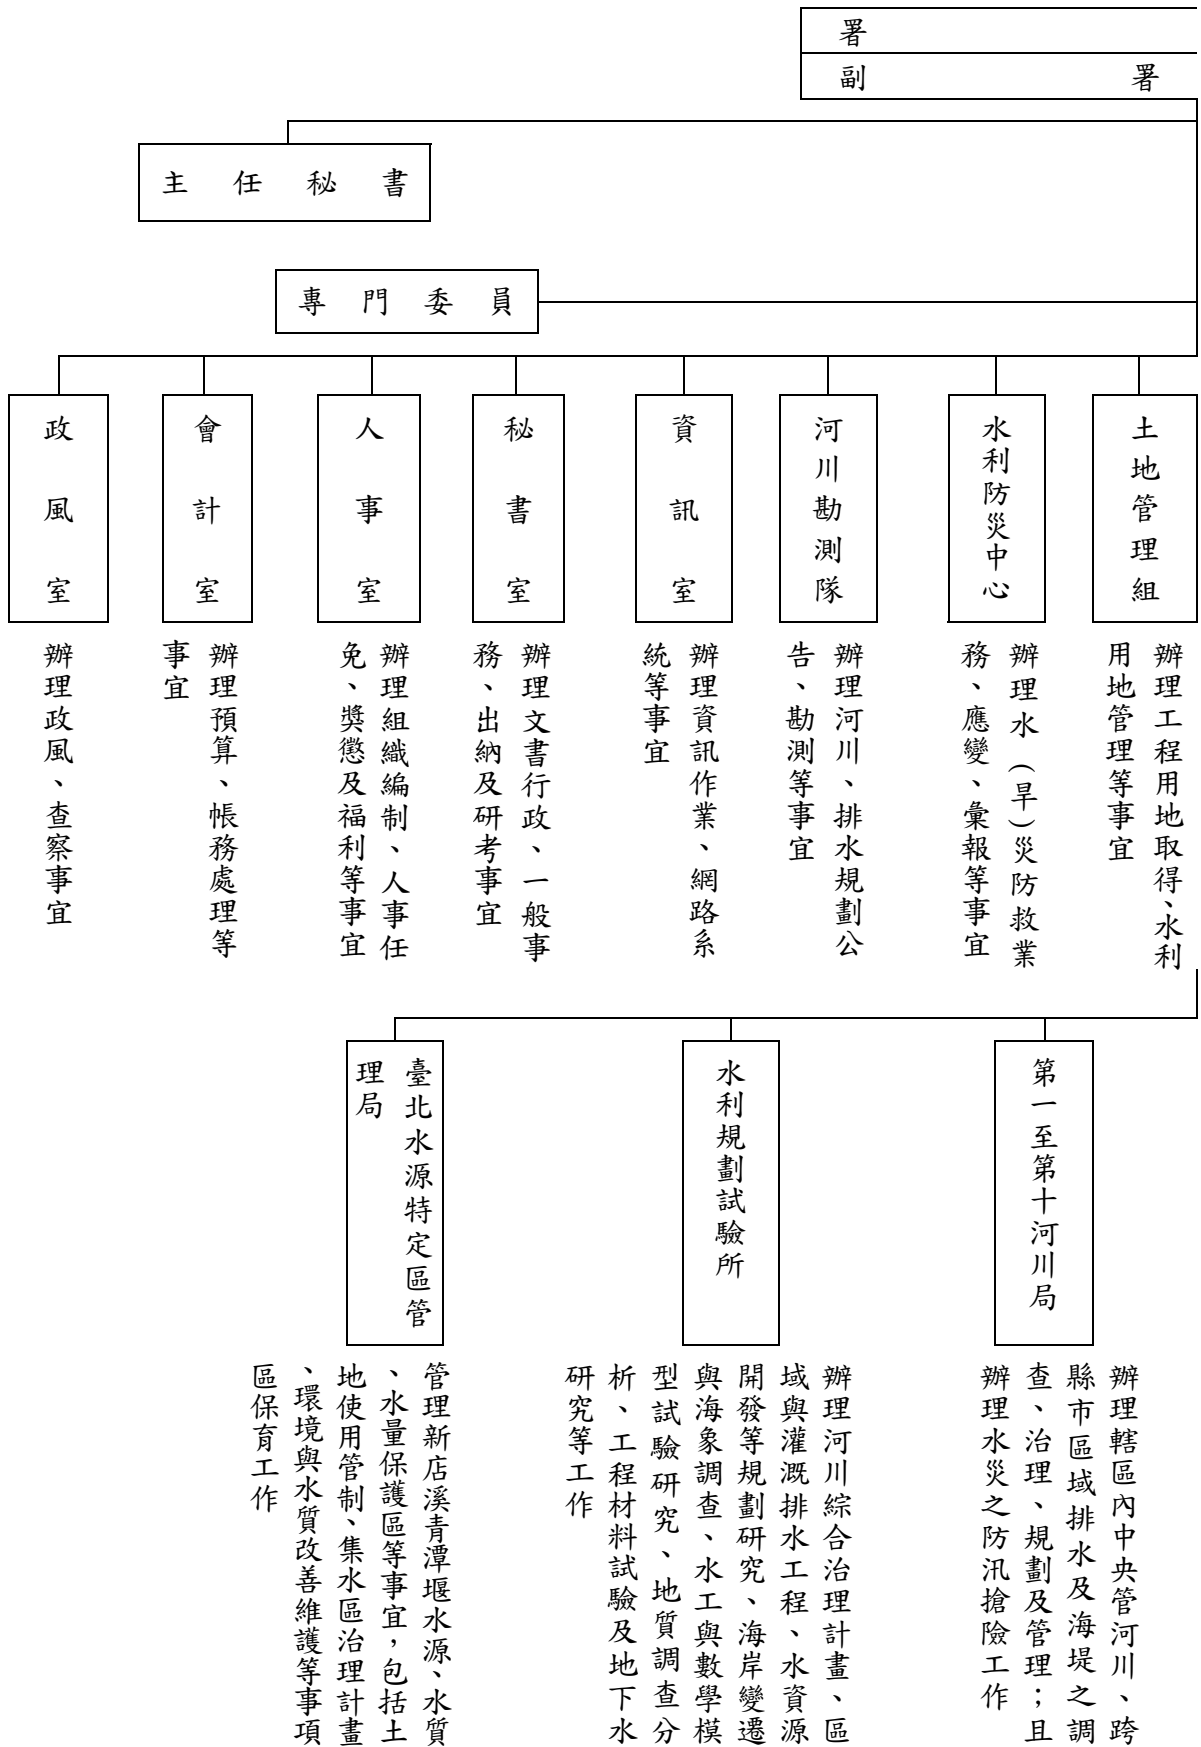 署
副署
主任秘書
專門委員
土地管理組
辦理工程用地取得、水利
用地管理等事宜
水利防災中心
辦理水（旱）災防救業
務、應變、彙報等事宜
河川勘測隊
辦理河川、排水規劃公
告、勘測等事宜
資訊室
辦理資訊作業、網路系
統等事宜
秘書室
辦理文書行政、一般事
務、出納及研考事宜
人事室
辦理組織編制、人事任
免、獎懲及福利等事宜
會計室
辦理預算、帳務處理等
事宜
政風室
辦理政風、查察事宜
第一至第十河川局
辦理轄區內中央管河川、跨
縣市區域排水及海堤之調
查、治理、規劃及管理；且
辦理水災之防汛搶險工作
水利規劃試驗所
辦理河川綜合治理計畫、區
域與灌溉排水工程、水資源
開發等規劃研究、海岸變遷
與海象調查、水工與數學模
型試驗研究、地質調查分
析、工程材料試驗及地下水
研究等工作
臺北水源特定區管
理局
管理新店溪青潭堰水源、水質
、水量保護區等事宜，包括土
地使用管制、集水區治理計畫
、環境與水質改善維護等事項
區保育工作